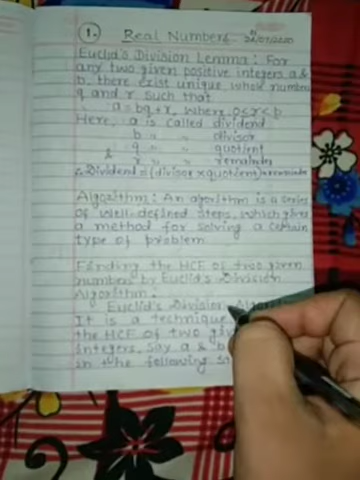 1. Real Numbers
Euclid's Division Lemma: For
any two given positive integers a &
b, there exist unique whole numbers
q and r such that
a = bq + r, where 0≤r<b
Here, a is called dividend
b " " divisor
q " " quotient
& r " " remainder
∴ Dividend = (divisor × quotient) + remainder
Algorithm: An algorithm is a series
of well-defined steps, which gives
a method for solving a certain
type of problem
Finding the HCF of two given
numbers by Euclid's Division
Algorithm.
Euclid's Division
It is a technique
the HCF of two
integers, say a & b
in the following